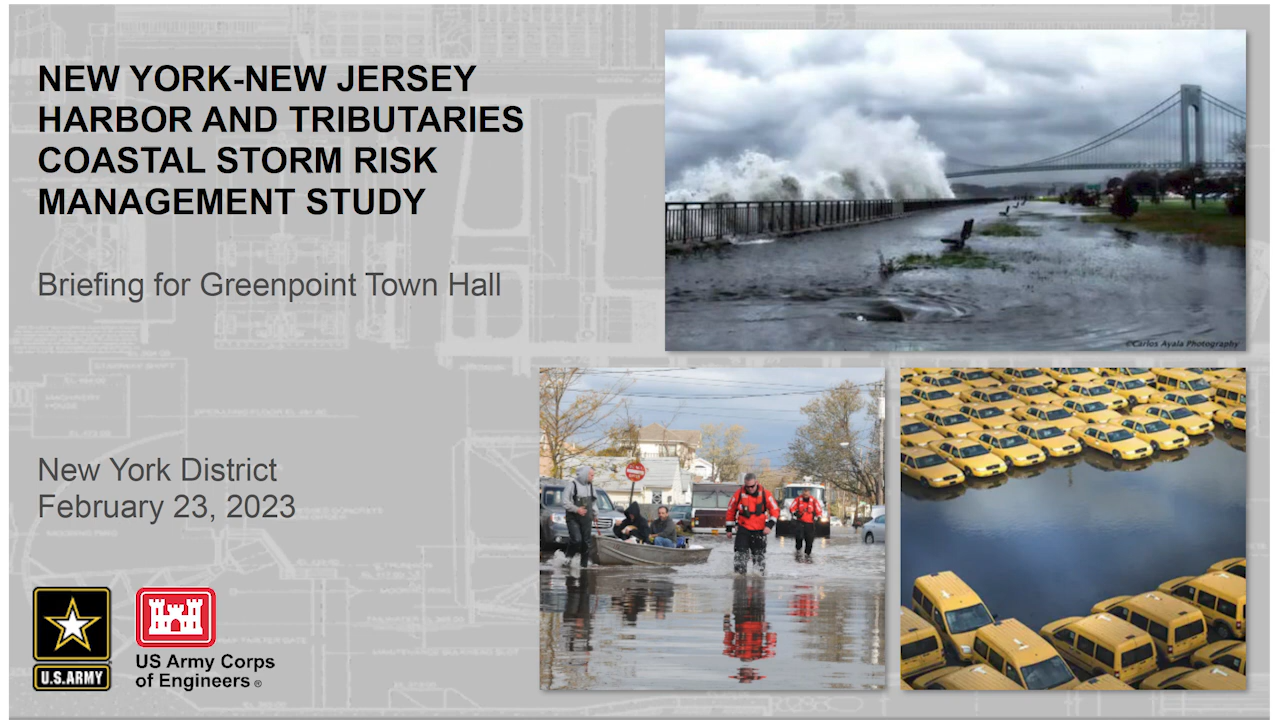 NEW YORK-NEW JERSEY
HARBOR AND TRIBUTARIES
COASTAL STORM RISK
MANAGEMENT STUDY
Briefing for Greenpoint Town Hall
New York District
February 23, 2023
U.S.ARMY
US Army Corps
of Engineers®
©Carlos Ayala Photography